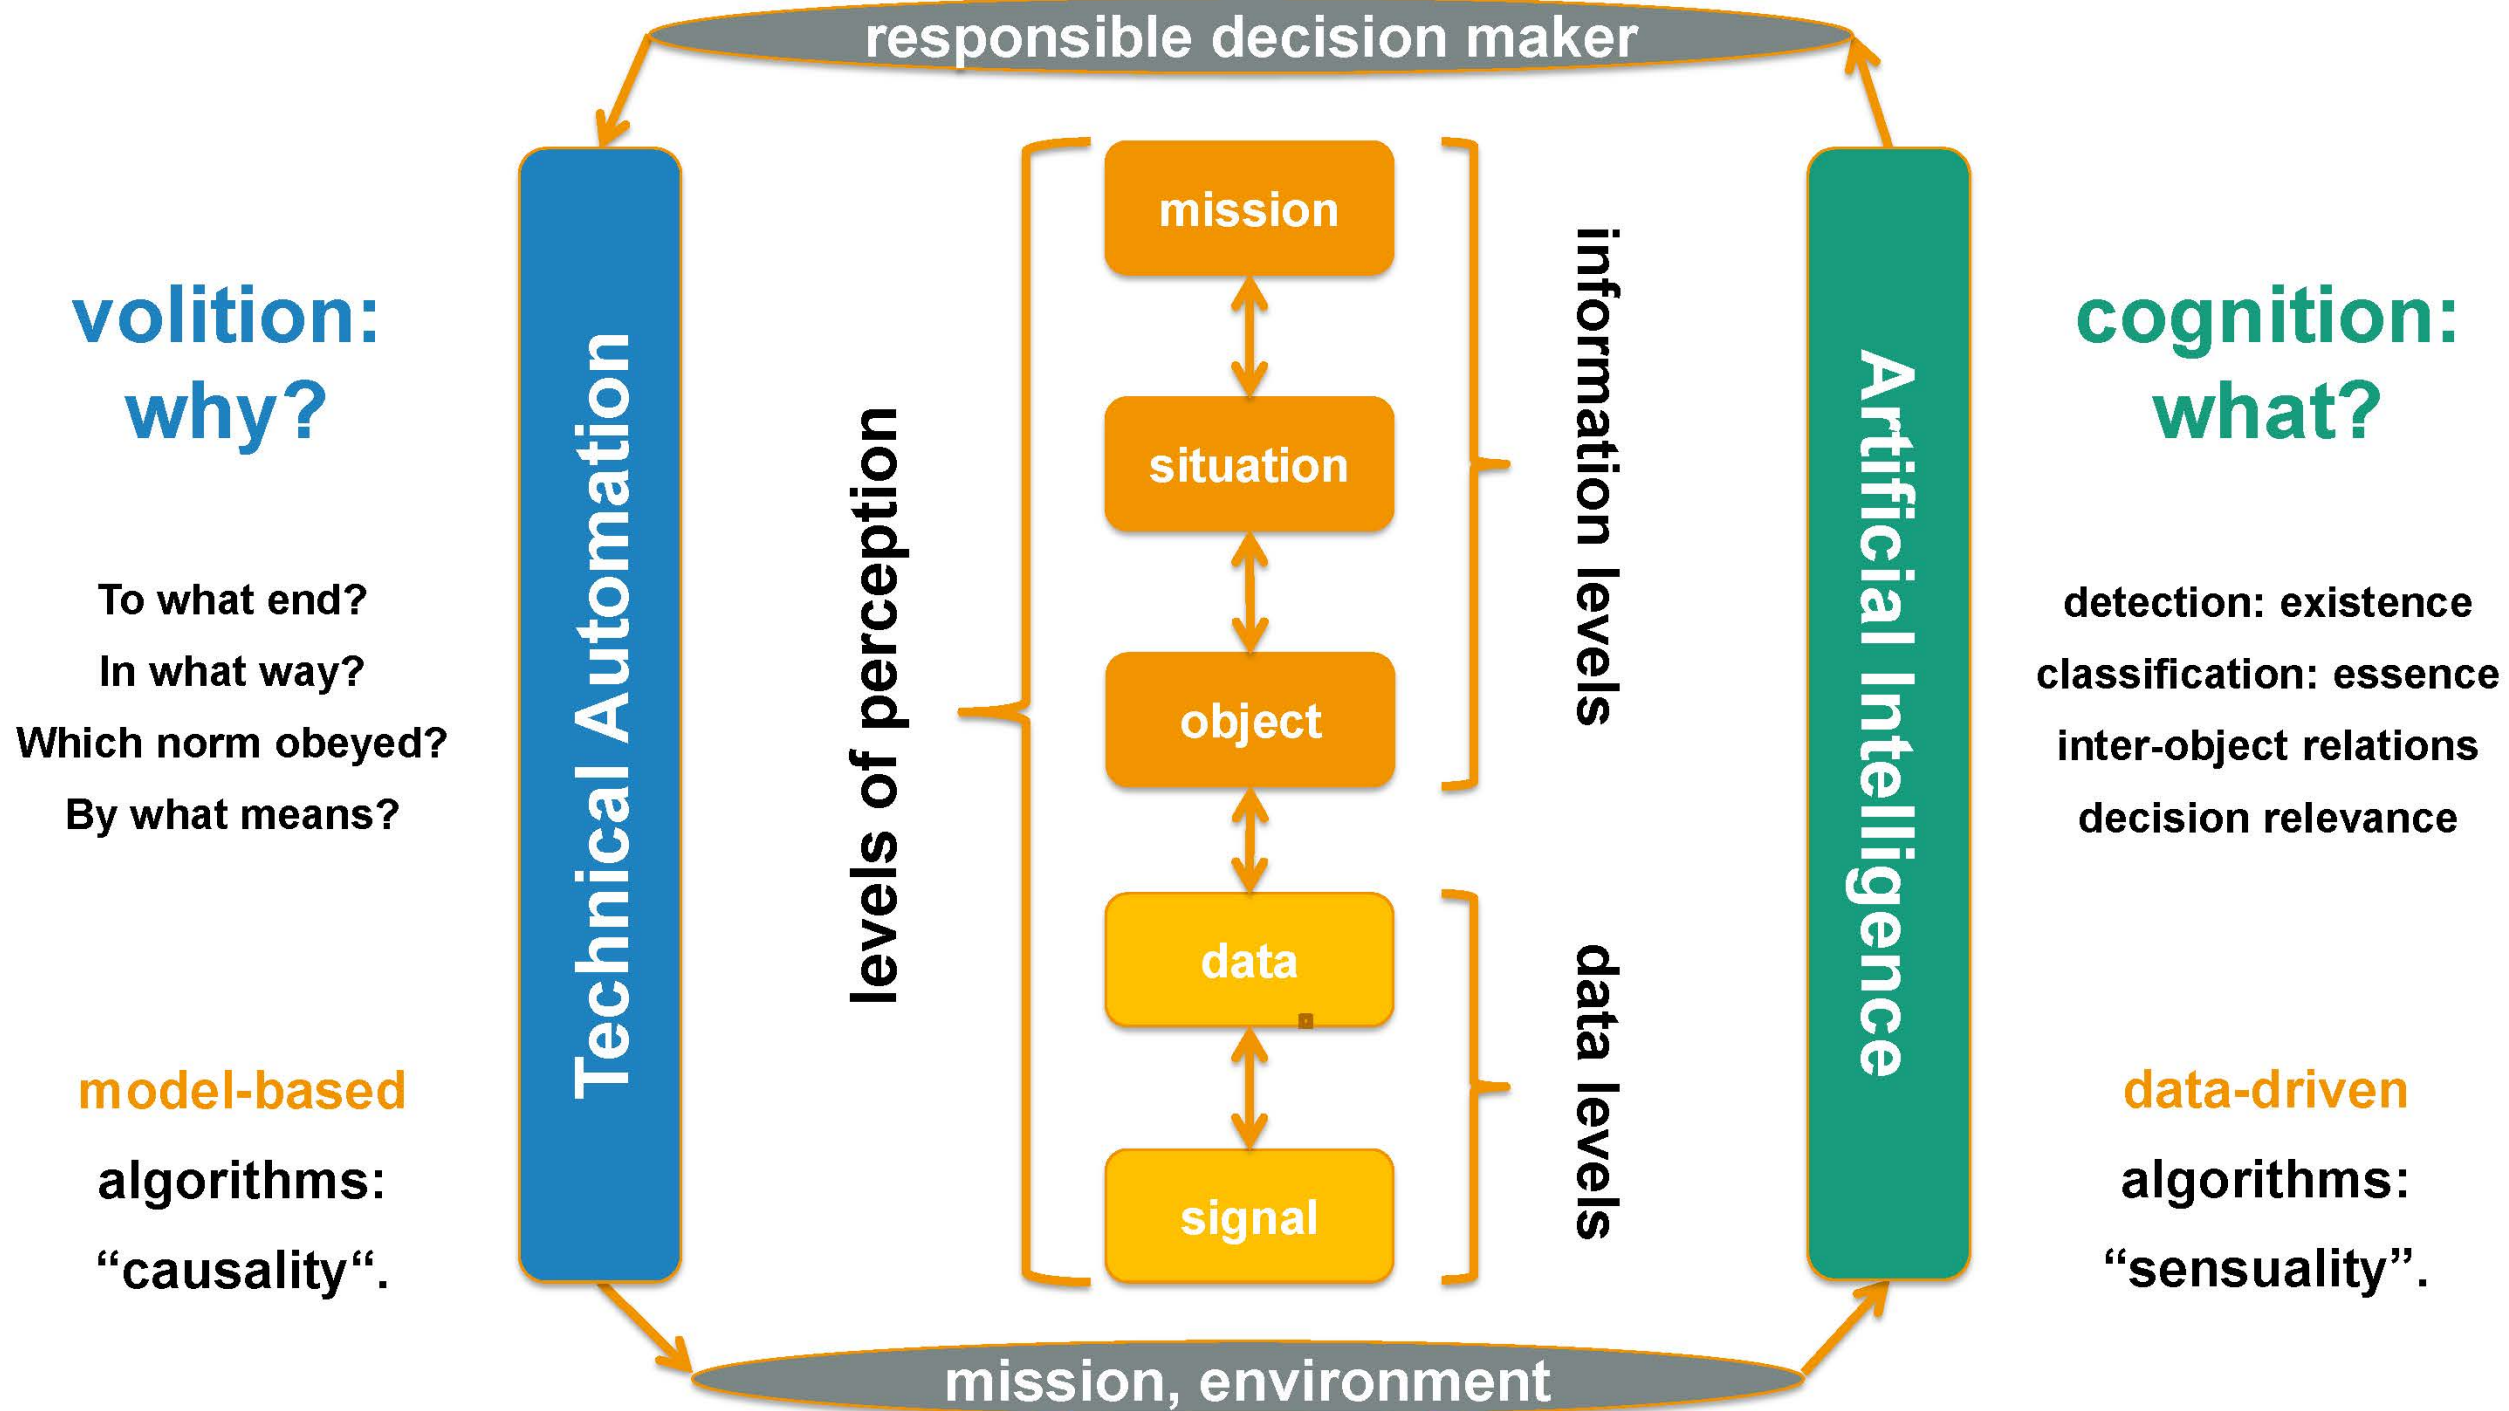 responsible decision maker
volition:
why?
To what end?
In what way?
Which norm obeyed?
By what means?
model-based
algorithms:
“causality“.
Technical Automation
levels of perception
mission
situation
object
data
signal
information levels
data levels
Artificial Intelligence
cognition:
what?
detection: existence
classification: essence
inter-object relations
decision relevance
data-driven
algorithms:
“sensuality”.
mission, environment